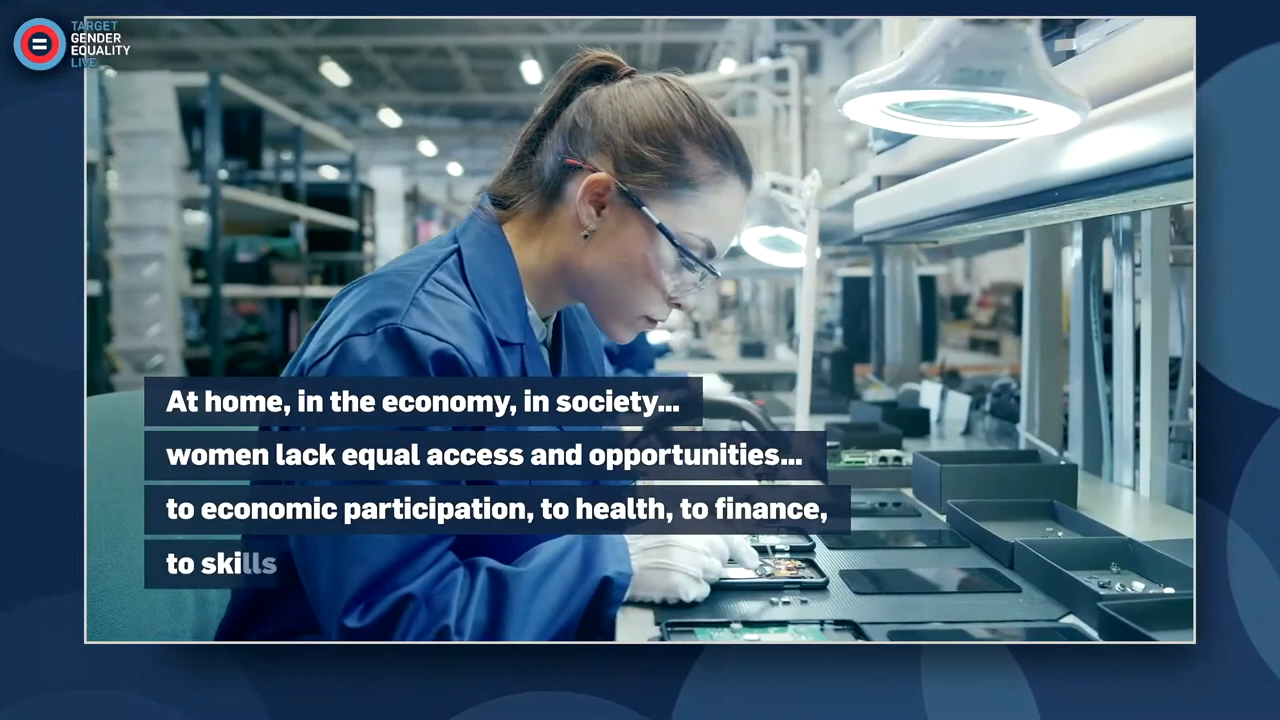 TARGET
GENDER
EQUALITY
LIVE
At home, in the economy, in society...
women lack equal access and opportunities...
to economic participation, to health, to finance,
to skills